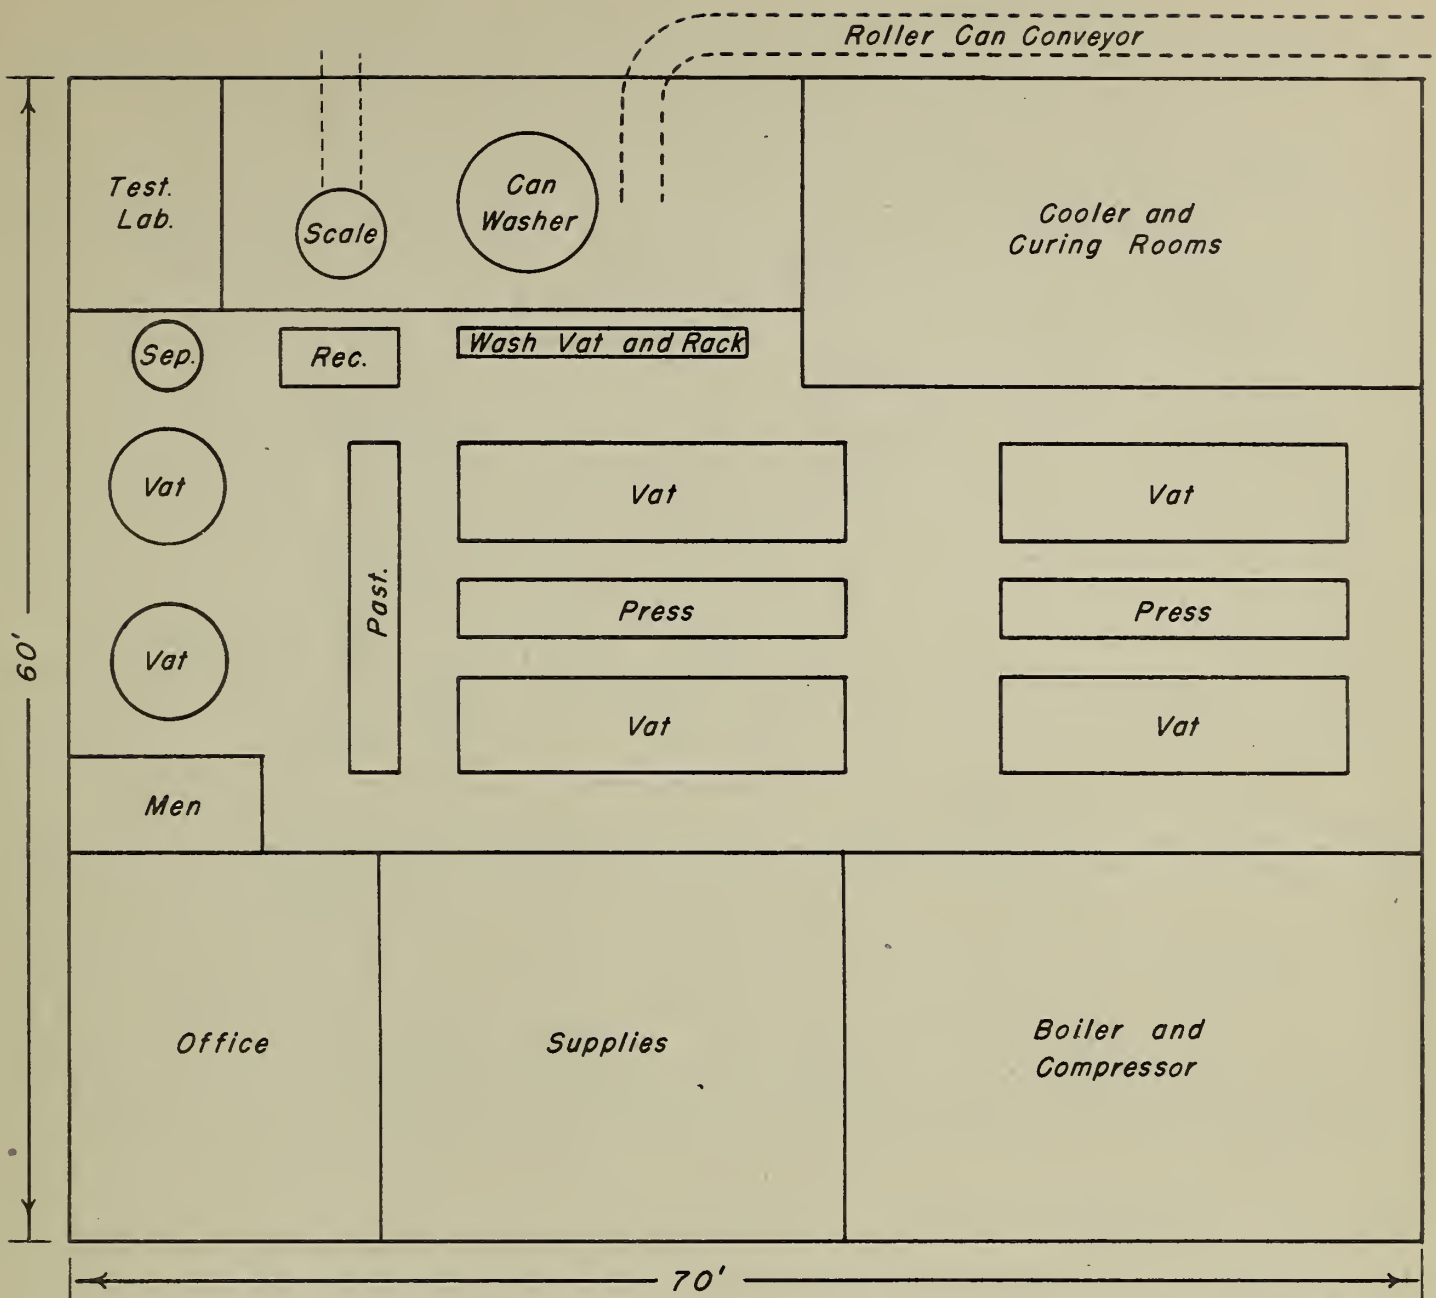 Roller Can Conveyor
Test.
Lab.
Scale
Can
Washer
Cooler and
Curing Rooms
Sep.
Rec.
Wash Vat and Rack
Vat
Vat
Vat
Past.
Press
Press
60'
Vat
Vat
Vat
Men
Office
Supplies
Boiler and
Compressor
70'